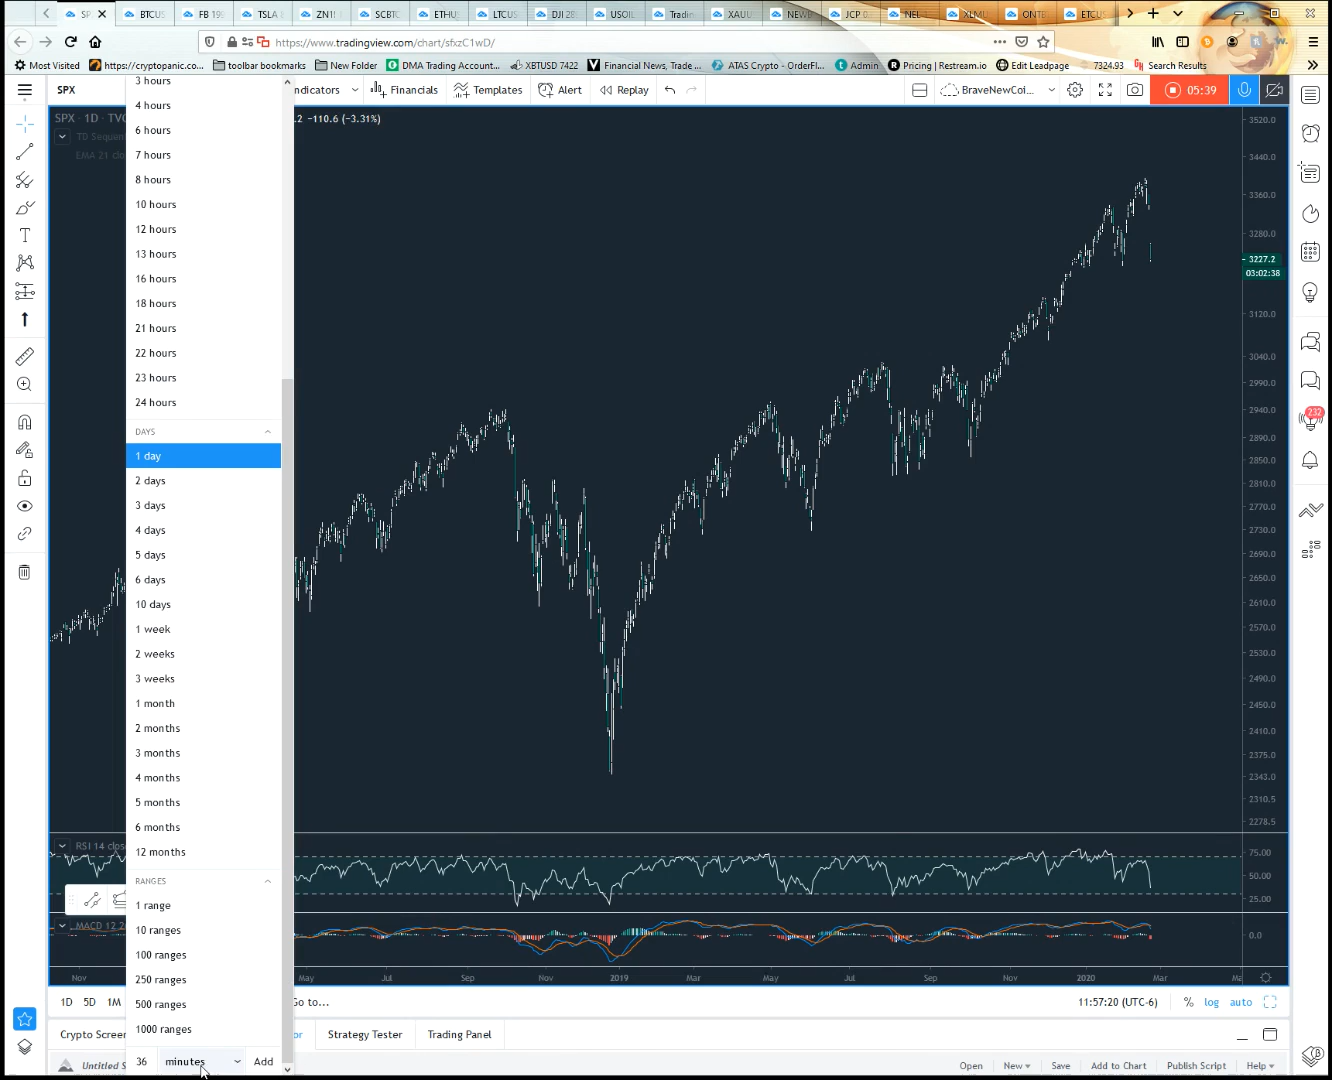 SP
BTCUS
FB 199
TSLA
ZN1!
SCBTC
ETHU
LTCUS
DJI 28
USOIL
Tradin
XAUU
NEWB
JCP 0
NEL
XLMU
ONTE
ETCUS
https://www.tradingview.com/chart/sfxzC1wD/
Most Visited
https://cryptopanic.co...
toolbar bookmarks
New Folder
DMA Trading Account...
XBTUSD 7422
Financial News, Trade ...
ATAS Crypto - OrderFl...
Admin
Pricing | Restream.io
Edit Leadpage
7324.93
Search Results
SPX
ndicators
Financials
Templates
Alert
Replay
BraveNewCoi...
05:39
SPX · 1D · TVC
.2 −110.6 (−3.31%)
TD Sequen
EMA 21 clo
3 hours
4 hours
6 hours
7 hours
8 hours
10 hours
12 hours
13 hours
16 hours
18 hours
21 hours
22 hours
23 hours
24 hours
DAYS
1 day
2 days
3 days
4 days
5 days
6 days
10 days
1 week
2 weeks
3 weeks
1 month
2 months
3 months
4 months
5 months
6 months
12 months
RANGES
1 range
10 ranges
100 ranges
250 ranges
500 ranges
1000 ranges
36
minutes
Add
3520.0
3440.0
3360.0
3280.0
3227.2
03:02:38
3120.0
3040.0
2990.0
2940.0
2890.0
2850.0
2810.0
2770.0
2730.0
2690.0
2650.0
2610.0
2570.0
2530.0
2490.0
2450.0
2410.0
2375.0
2343.0
2310.5
2278.5
232
RSI 14 close
75.00
50.00
25.00
MACD 12 2
0.0
Nov
May
Jul
Sep
Nov
2019
Mar
May
Jul
Sep
Nov
2020
Mar
Ma
1D
5D
1M
Go to...
11:57:20 (UTC-6)
%
log
auto
Crypto Screen
or
Strategy Tester
Trading Panel
Untitled S
Open
New
Save
Add to Chart
Publish Script
Help